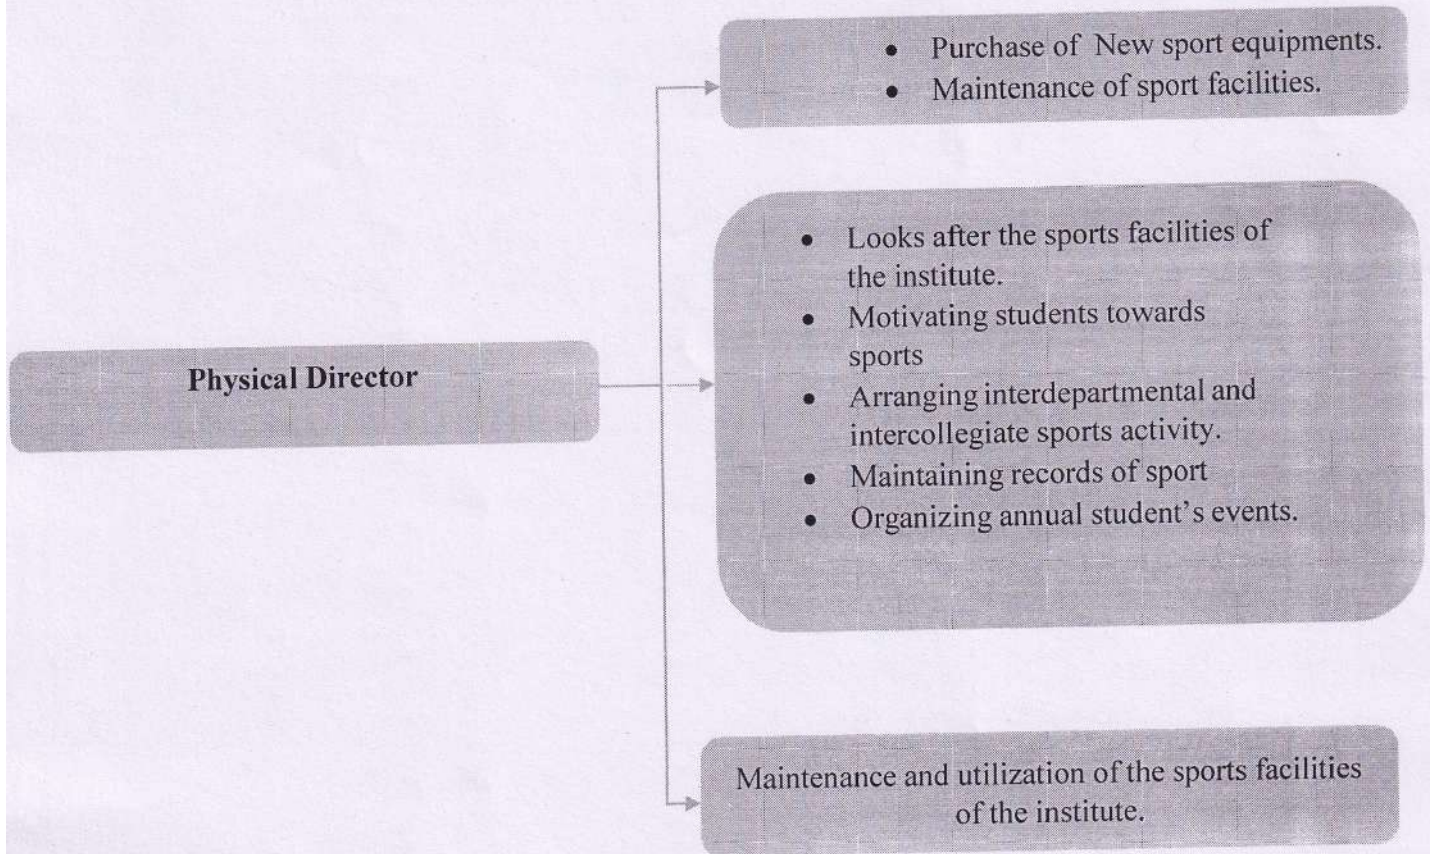 • Purchase of New sport equipments.
• Maintenance of sport facilities.
• Looks after the sports facilities of
the institute.
• Motivating students towards
sports
• Arranging interdepartmental and
intercollegiate sports activity.
• Maintaining records of sport
• Organizing annual student's events.
Physical Director
Maintenance and utilization of the sports facilities
of the institute.